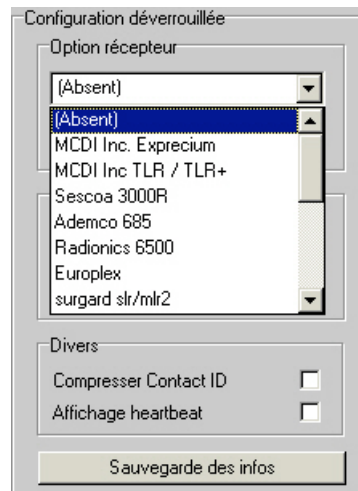 Configuration déverrouillée
Option récepteur
(Absent)
(Absent)
MCDI Inc. Exprecium
MCDI Inc TLR / TLR+
Sescoa 3000R
Ademco 685
Radionics 6500
Europlex
surgard slr/mlr2
Divers
Compresser Contact ID
Affichage heartbeat
Sauvegarde des infos